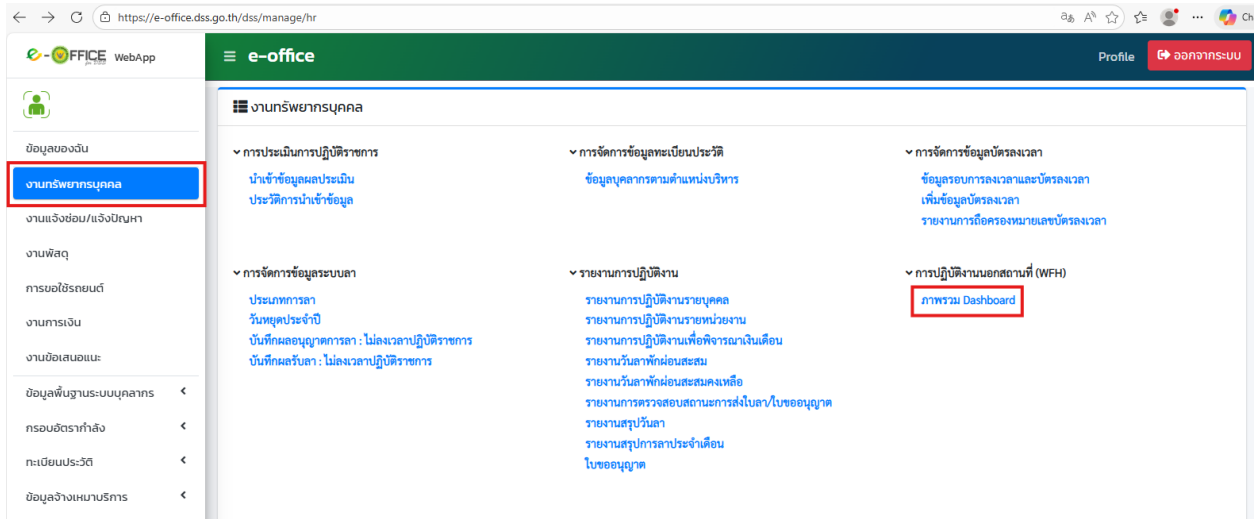 https://e-office.dss.go.th/dss/manage/hr
e-OFFICE WebApp
e-office
Profile
ออกจากระบบ
ข้อมูลของฉัน
งานทรัพยากรบุคคล
งานแจ้งซ่อม/แจ้งปัญหา
งานพัสดุ
การขอใช้รถยนต์
งานการเงิน
งานข้อเสนอแนะ
ข้อมูลพื้นฐานระบบบุคลากร
กรอบอัตรากำลัง
ทะเบียนประวัติ
ข้อมูลจ้างเหมาบริการ
งานทรัพยากรบุคคล
การประเมินการปฏิบัติราชการ
นำเข้าข้อมูลผลประเมิน
ประวัติการนำเข้าข้อมูล
การจัดการข้อมูลทะเบียนประวัติ
ข้อมูลบุคลากรตามตำแหน่งบริหาร
การจัดการข้อมูลบัตรลงเวลา
ข้อมูลรอบการลงเวลาและบัตรลงเวลา
เพิ่มข้อมูลบัตรลงเวลา
รายงานการถือครองหมายเลขบัตรลงเวลา
การจัดการข้อมูลระบบลา
ประเภทการลา
วันหยุดประจำปี
บันทึกผลอนุญาตการลา : ไม่ลงเวลาปฏิบัติราชการ
บันทึกผลรับลา : ไม่ลงเวลาปฏิบัติราชการ
รายงานการปฏิบัติงาน
รายงานการปฏิบัติงานรายบุคคล
รายงานการปฏิบัติงานรายหน่วยงาน
รายงานการปฏิบัติงานเพื่อพิจารณาเงินเดือน
รายงานวันลาพักผ่อนสะสม
รายงานวันลาพักผ่อนสะสมคงเหลือ
รายงานการตรวจสอบสถานะการส่งใบลา/ใบขออนุญาต
รายงานสรุปวันลา
รายงานสรุปการลาประจำเดือน
ใบขออนุญาต
การปฏิบัติงานนอกสถานที่ (WFH)
ภาพรวม Dashboard